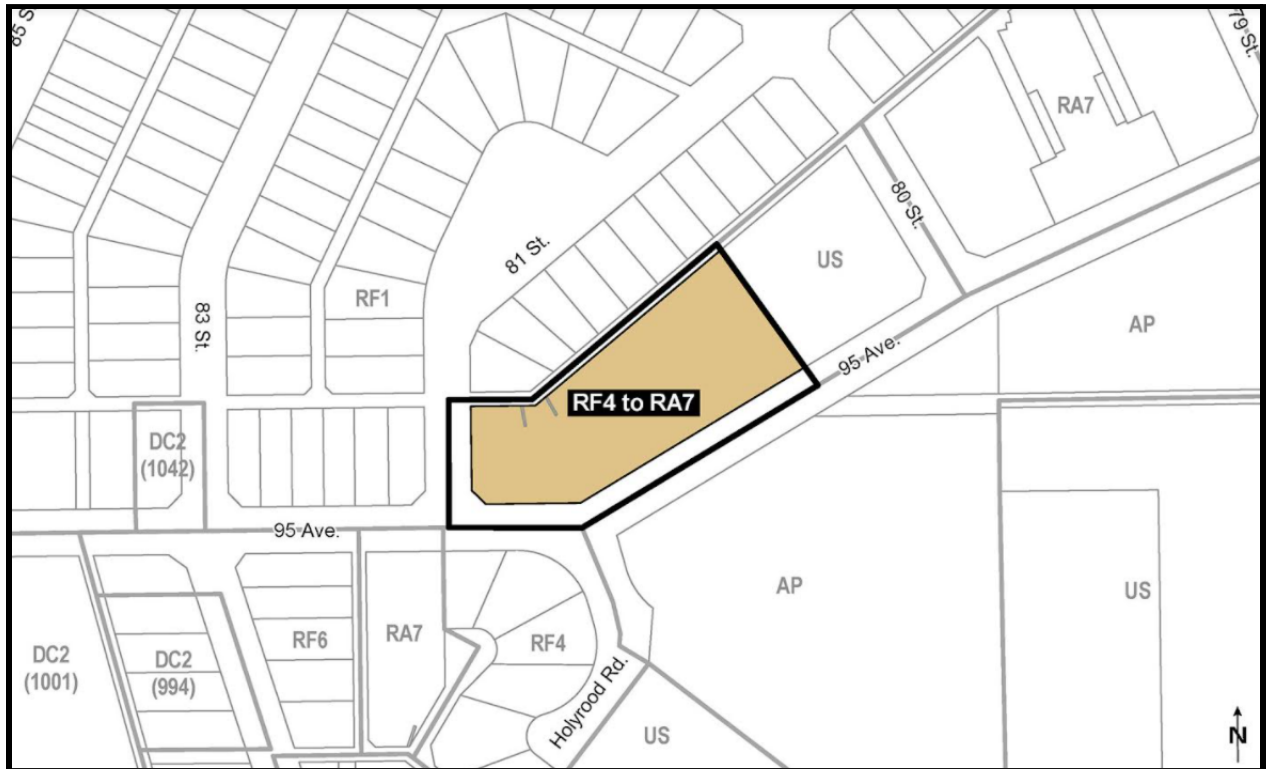 85 S
79 St.
RA7
80 St.
81 St.
US
RF1
83 St.
AP
95 Ave.
RF4 to RA7
DC2
(1042)
95 Ave.
AP
US
DC2
(1001)
DC2
(994)
RF6
RA7
RF4
Holyrood Rd.
US
N